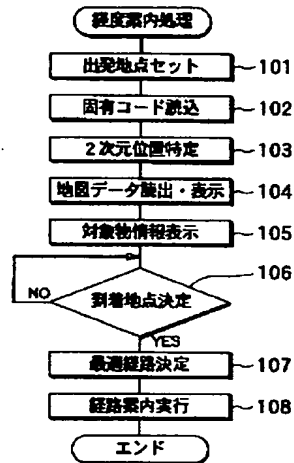 経度案内処理
出発地点セット 101
固有コード読込 102
2次元位置特定 103
地図データ読出・表示 104
対象物情報表示 105
到着地点決定 106
NO
YES
最適経路決定 107
経路案内実行 108
エンド